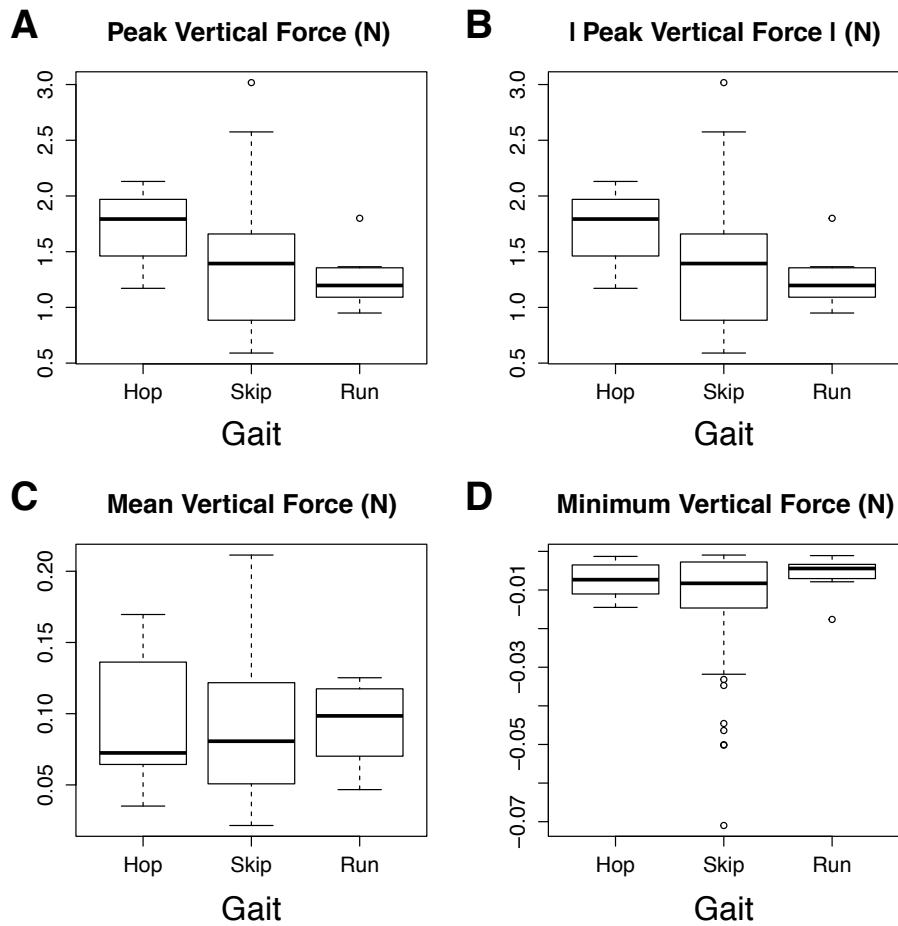 A
Peak Vertical Force (N)
3.0
2.5
2.0
1.5
1.0
0.5
Hop
Skip
Run
Gait
B
| Peak Vertical Force | (N)
3.0
2.5
2.0
1.5
1.0
0.5
Hop
Skip
Run
Gait
C
Mean Vertical Force (N)
0.20
0.15
0.10
0.05
Hop
Skip
Run
Gait
D
Minimum Vertical Force (N)
−0.01
−0.03
−0.05
−0.07
Hop
Skip
Run
Gait